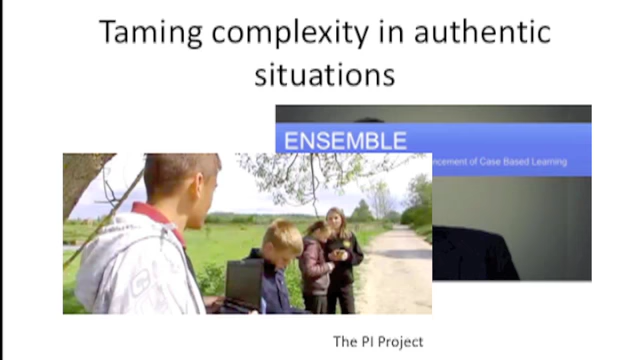 Taming complexity in authentic
situations
ENSEMBLE
ncement of Case Based Learning
The PI Project